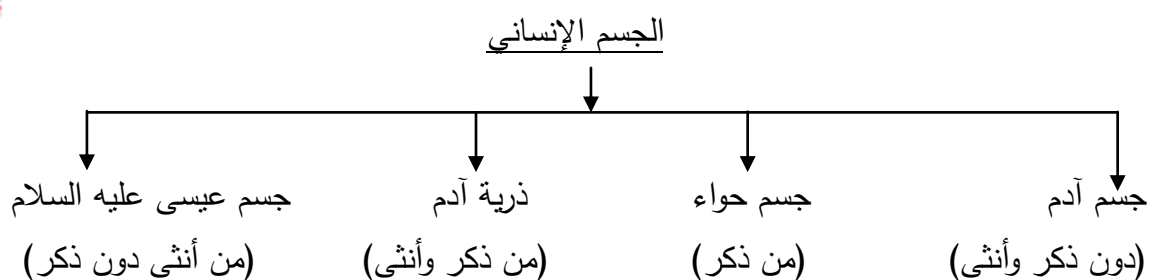 الجسم الإنساني
جسم آدم
(دون ذكر وأنثى)
جسم حواء
(من ذكر)
ذرية آدم
(من ذكر وأنثى)
جسم عيسى عليه السلام
(من أنثى دون ذكر)